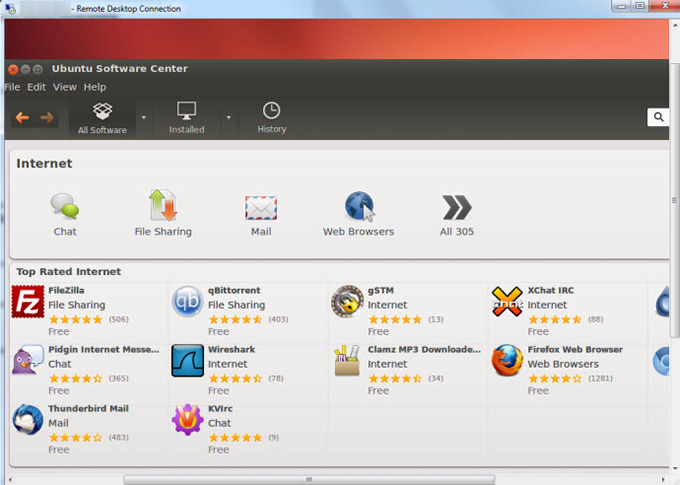 - Remote Desktop Connection
Ubuntu Software Center
File Edit View Help
All Software
Installed
History
Internet
Chat
File Sharing
Mail
Web Browsers
All 305
Top Rated Internet
FileZilla
File Sharing
(506)
Free
qBittorrent
File Sharing
(403)
Free
gSTM
Internet
(13)
Free
XChat IRC
Internet
(88)
Free
Pidgin Internet Messe...
Chat
(365)
Free
Wireshark
Internet
(78)
Free
Clamz MP3 Downloade...
Internet
(34)
Free
Firefox Web Browser
Web Browsers
(1281)
Free
Thunderbird Mail
Mail
(483)
Free
KVIrc
Chat
(9)
Free